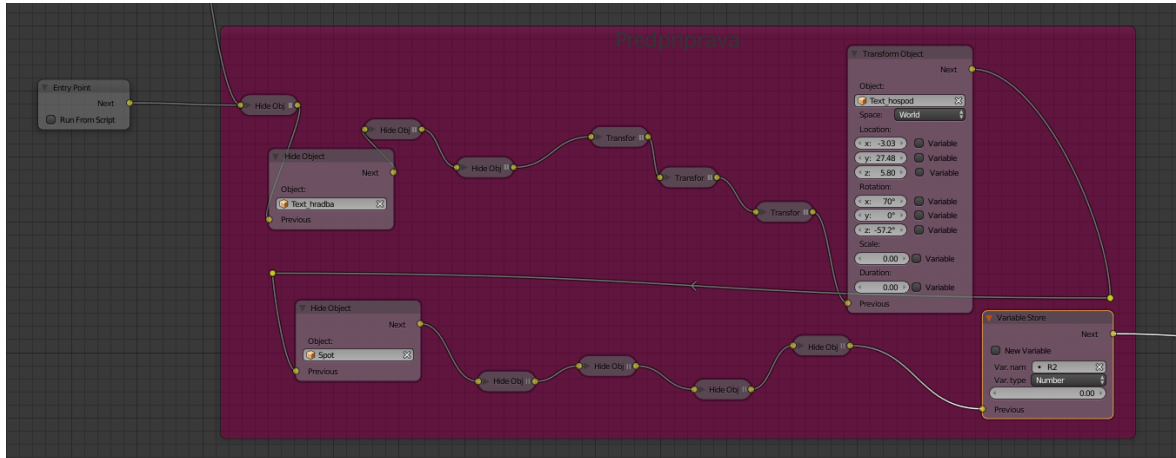 Predpriprava
Entry Point
Next
Run From Script
Hide Obj
Hide Object
Next
Object:
Text_hradba
Previous
Hide Obj
Hide Obj
Transfor
Transfor
Transfor
Transform Object
Next
Object:
Text_hospod
Space: World
Location:
x: -3.03 Variable
y: 27.48 Variable
z: 5.80 Variable
Rotation:
x: 70° Variable
y: 0° Variable
z: -57.2° Variable
Scale:
0.00 Variable
Duration:
0.00 Variable
Previous
Hide Object
Next
Object:
Spot
Previous
Hide Obj
Hide Obj
Hide Obj
Hide Obj
Variable Store
Next
New Variable
Var. nam R2
Var. type Number
0.00
Previous